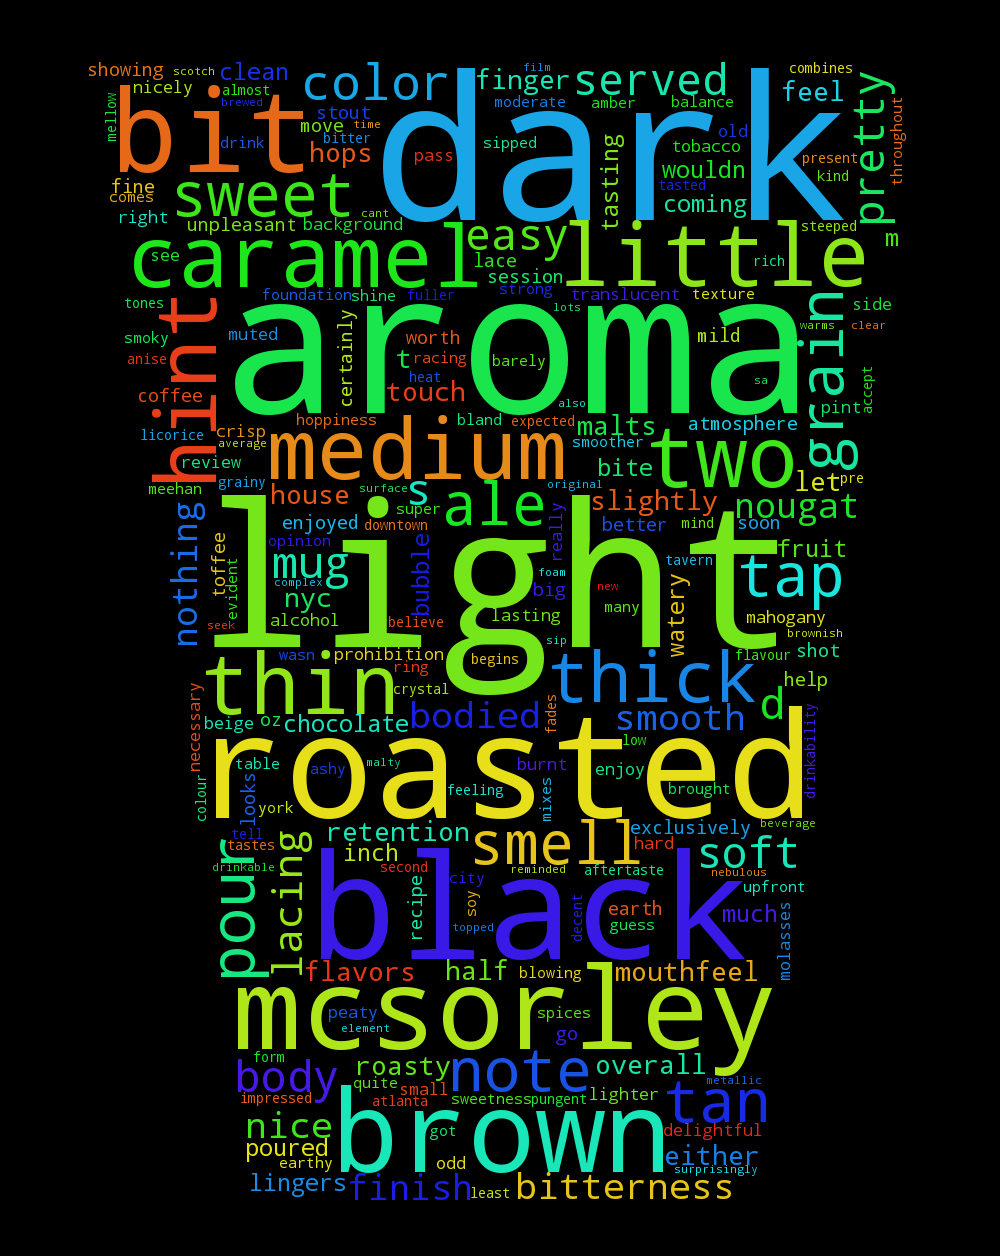 showing scotch clean color film finger served combines
nicely almost brewed bit dark moderate amber balance feel pretty
mellow stout move time bitter hops drink pass sipped tasting old tobacco wouldn present throughout
fine comes sweet tasted kind coming
right unpleasant cant background easy little steeped m
see caramel lace session rich
tones foundation shine fuller strong translucent texture side
hint muted aroma lots warms clear grain
smoky certainly worth t racing barely mild
anise heat touch sa accept
coffee also pint
licorice crisp hoppiness medium bland expected malts atmosphere two
average smoother
review grainy bite let pre
meehan house surface s ale original slightly nougat
nothing enjoyed super downtown really better mind soon
toffee opinion light bubble fruit
evident mug complex foam tavern tap
nyc big new watery
seek alcohol believe lasting many mahogany
sip brownish
wasn prohibition ring begins thick flavour shot
thin crystal help
necessary beige oz chocolate bodied fades smooth d
roasted low drinkability
table ashy malty burnt enjoy
colour looks york feeling mixes brought
tell retention smell exclusively beverage
pour tastes lacing inch hard soft
drinkable second reminded aftertaste nebulous
black city upfront
recipe soy earth much
topped decent guess molasses
flavors half blowing mouthfeel
mcsorley
peaty element spices go
form body roasty note overall metallic
quite small sweetness pungent lighter tan
impressed atlanta
nice brown got delightful
poured earthy odd either
surprisingly
lingers finish least bitterness